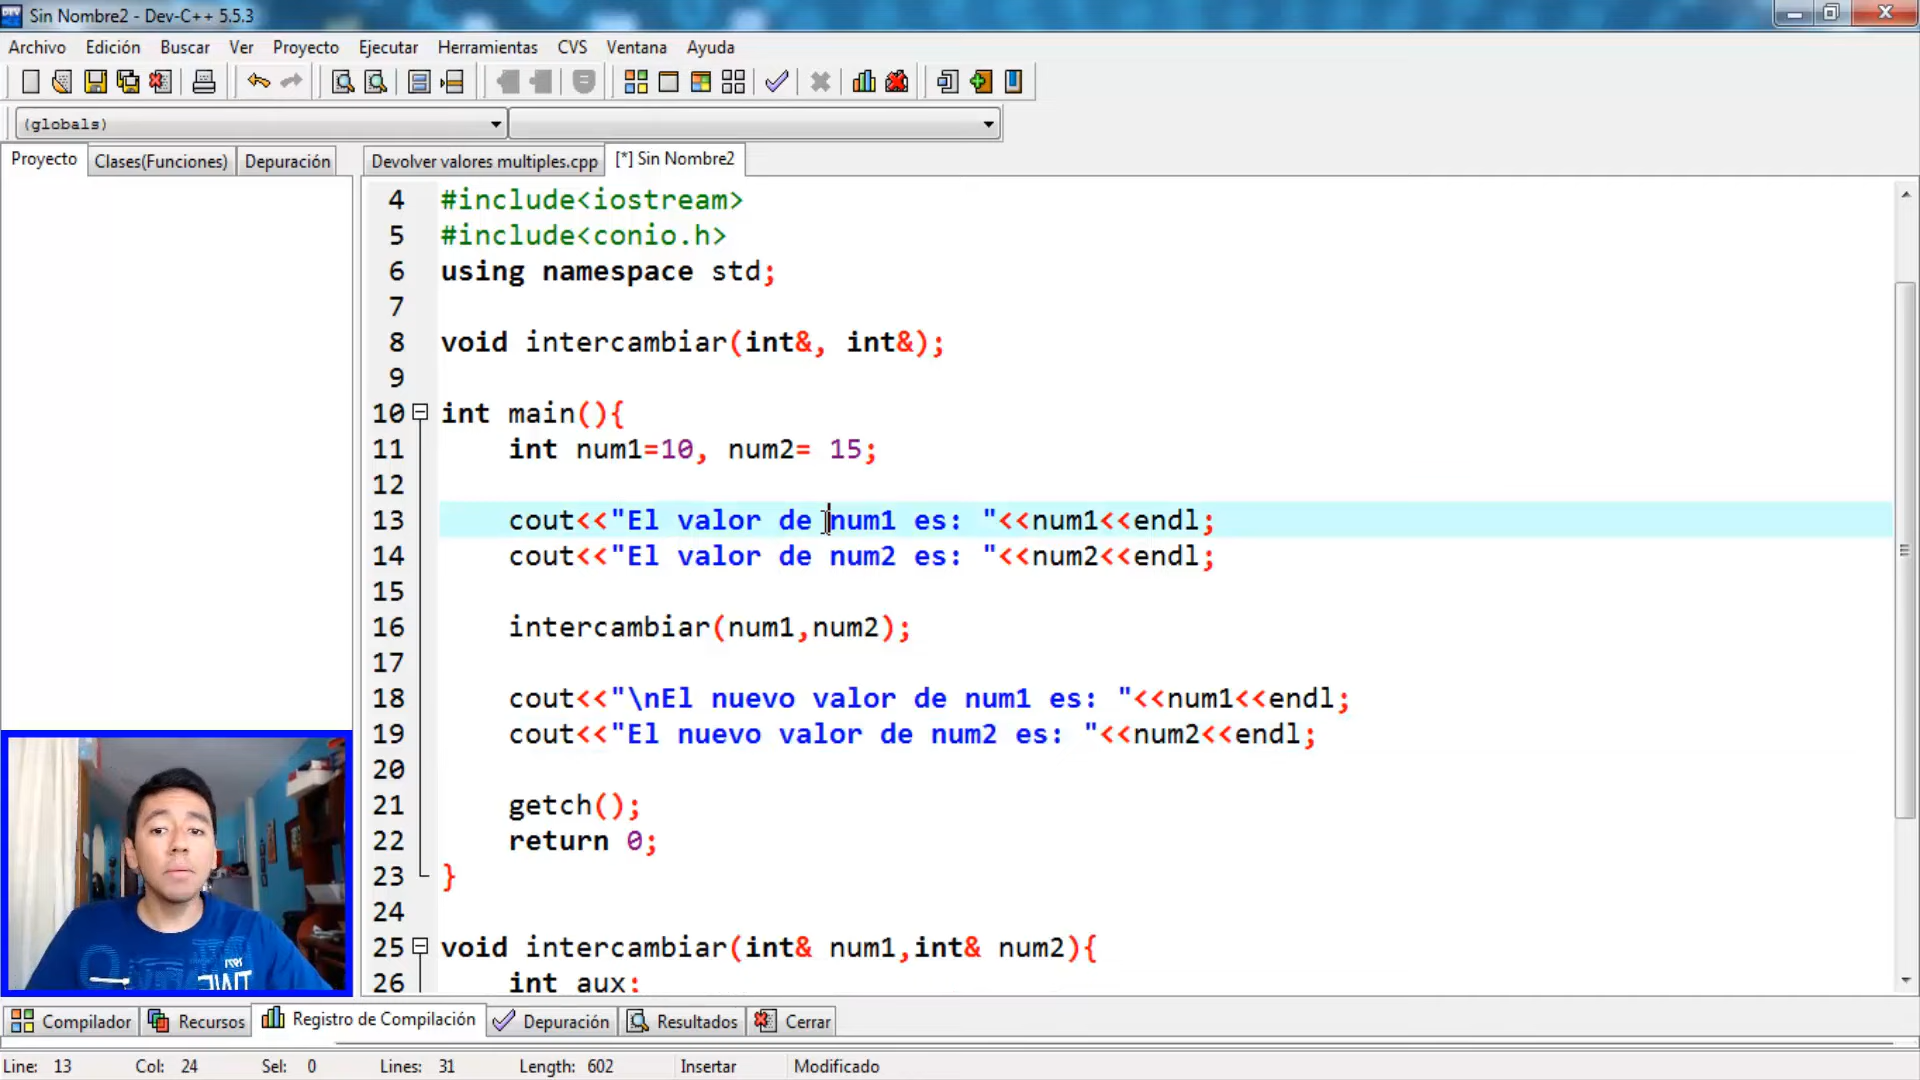 Sin Nombre2 - Dev-C++ 5.5.3
Archivo Edición Buscar Ver Proyecto Ejecutar Herramientas CVS Ventana Ayuda
(globals)
Proyecto Clases(Funciones) Depuración Devolver valores multiples.cpp [*] Sin Nombre2
4 #include<iostream>
5 #include<conio.h>
6 using namespace std;
7
8 void intercambiar(int&, int&);
9
10 int main(){
11 int num1=10, num2= 15;
12
13 cout<<"El valor de num1 es: "<<num1<<endl;
14 cout<<"El valor de num2 es: "<<num2<<endl;
15
16 intercambiar(num1,num2);
17
18 cout<<"\nEl nuevo valor de num1 es: "<<num1<<endl;
19 cout<<"El nuevo valor de num2 es: "<<num2<<endl;
20
21 getch();
22 return 0;
23 }
24
25 void intercambiar(int& num1,int& num2){
26 int aux;
Compilador Recursos Registro de Compilación Depuración Resultados Cerrar
Line: 13 Col: 24 Sel: 0 Lines: 31 Length: 602 Insertar Modificado